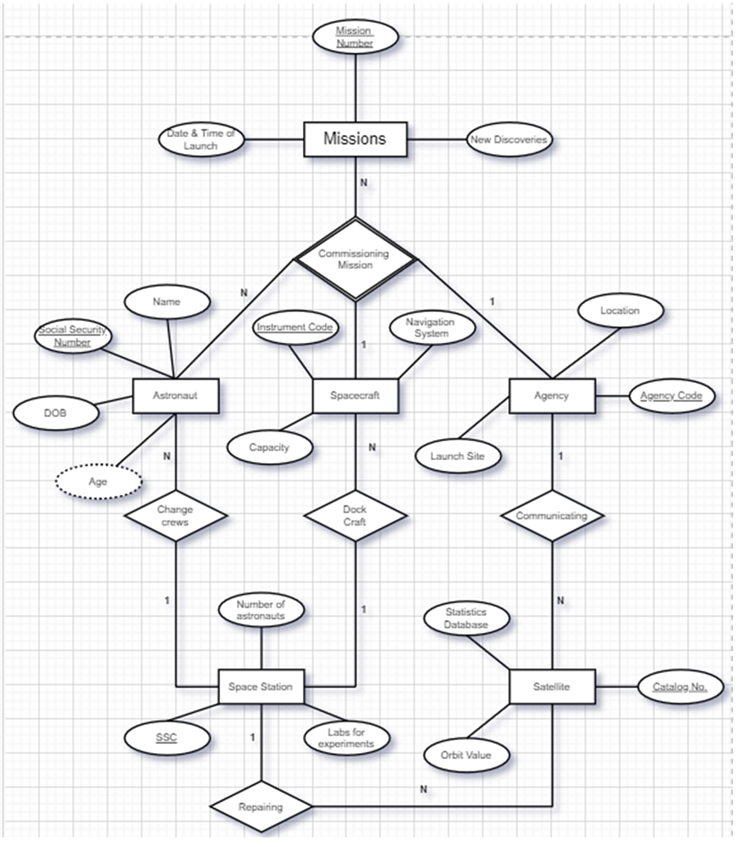 Mission
Number
Date & Time of
Launch
Missions
New Discoveries
N
Commissioning
Mission
N
1
1
Name
Social Security
Number
DOB
Age
Astronaut
Instrument Code
Navigation
System
Spacecraft
Capacity
Location
Agency
Agency Code
Launch Site
N
N
1
Change
crews
Dock
Craft
Communicating
1
1
N
Number of
astronauts
Statistics
Database
Space Station
Satellite
Catalog No.
SSC
Labs for
experiments
Orbit Value
1
N
Repairing